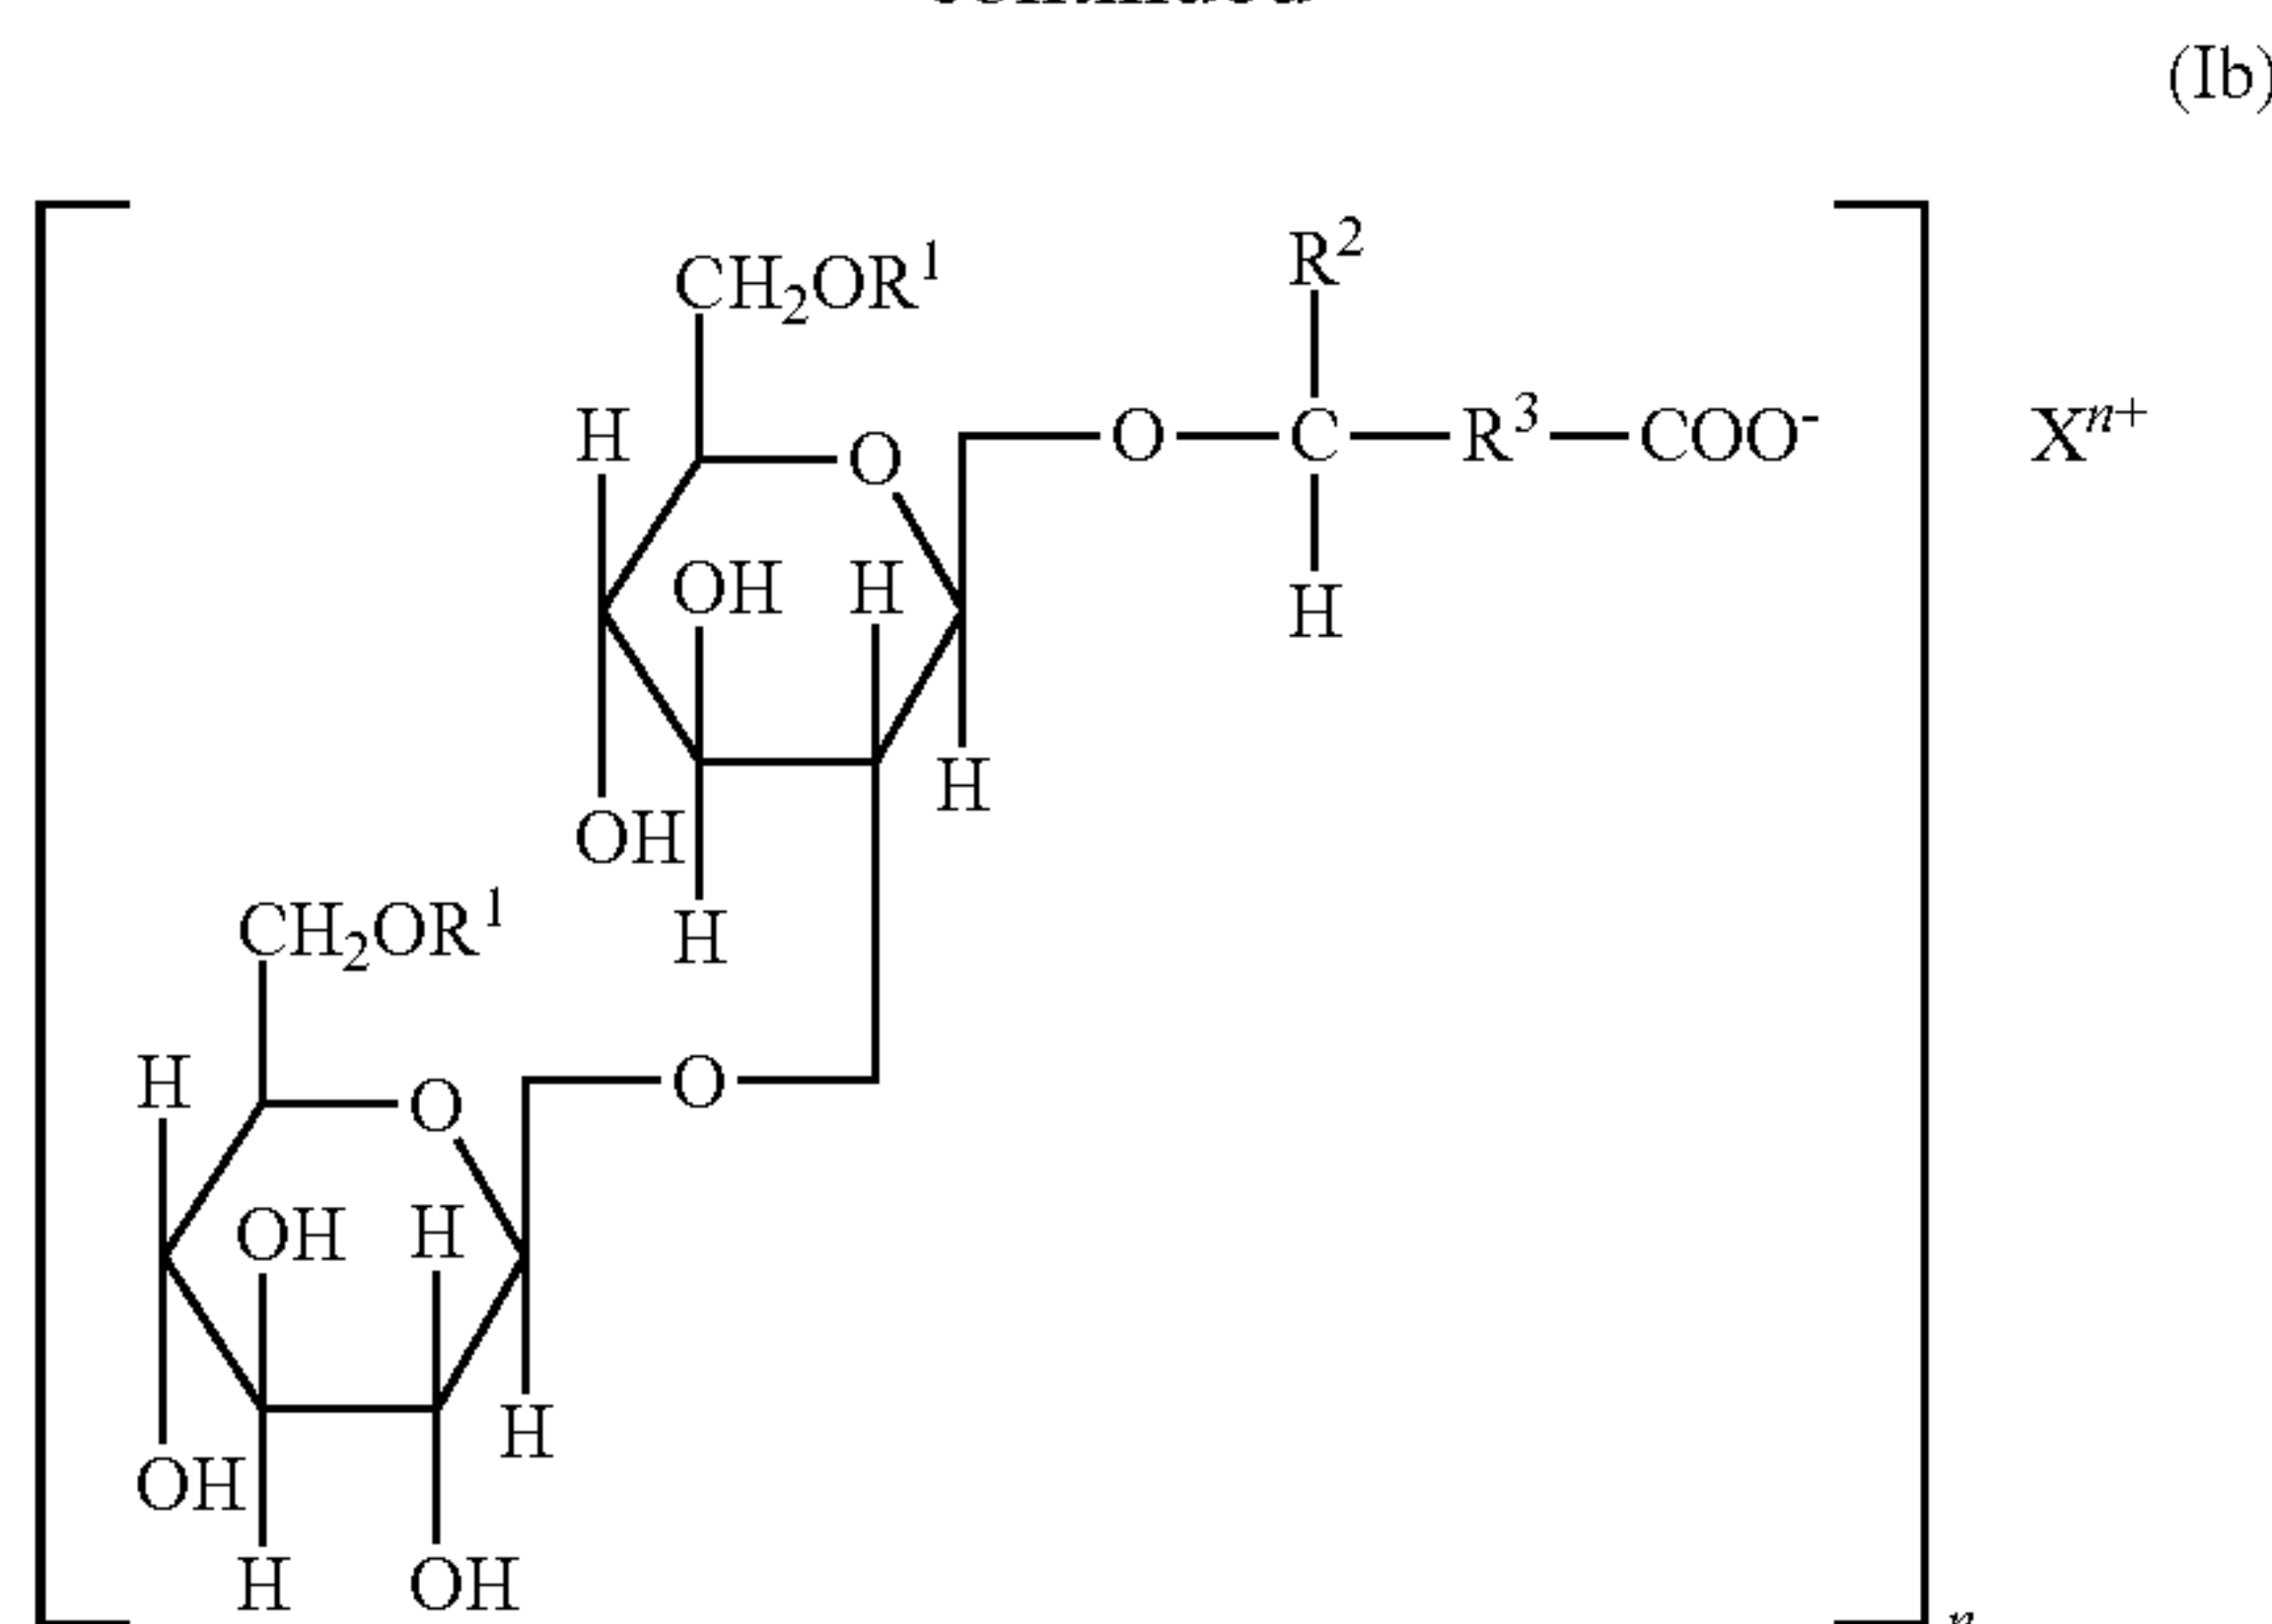 (Ib)
R²
CH₂OR¹
H O O C R³ COO⁻ Xⁿ⁺
OH H H
H
OH
H
CH₂OR¹
H O O
OH H
H
OH
H OH
n